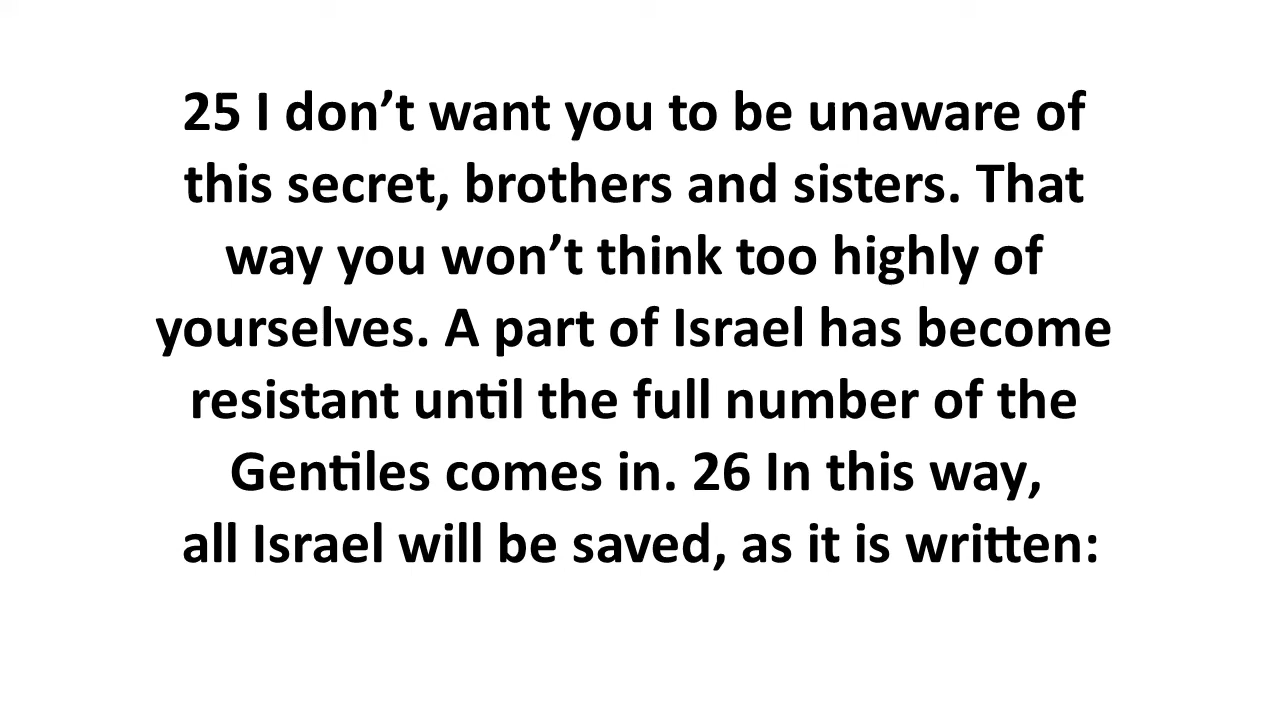 25 I don’t want you to be unaware of
this secret, brothers and sisters. That
way you won’t think too highly of
yourselves. A part of Israel has become
resistant until the full number of the
Gentiles comes in. 26 In this way,
all Israel will be saved, as it is written: